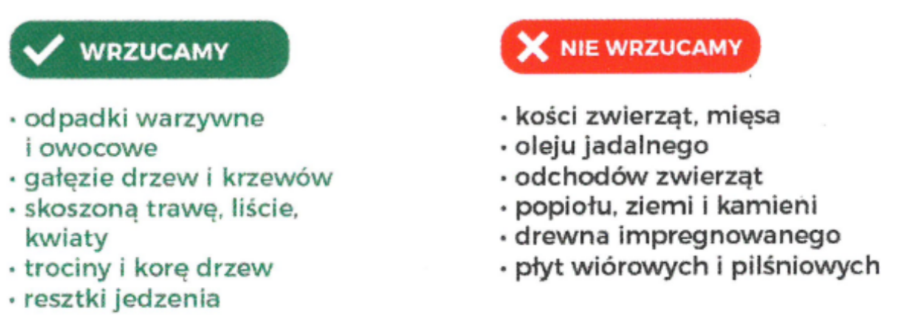 WRZUCAMY
• odpadki warzywne
i owocowe
• gałęzie drzew i krzewów
• skoszoną trawę, liście,
kwiaty
• trociny i korę drzew
• resztki jedzenia
NIE WRZUCAMY
• kości zwierząt, mięsa
• oleju jadalnego
• odchodów zwierząt
• popiołu, ziemi i kamieni
• drewna impregnowanego
• płyt wiórowych i pilśniowych